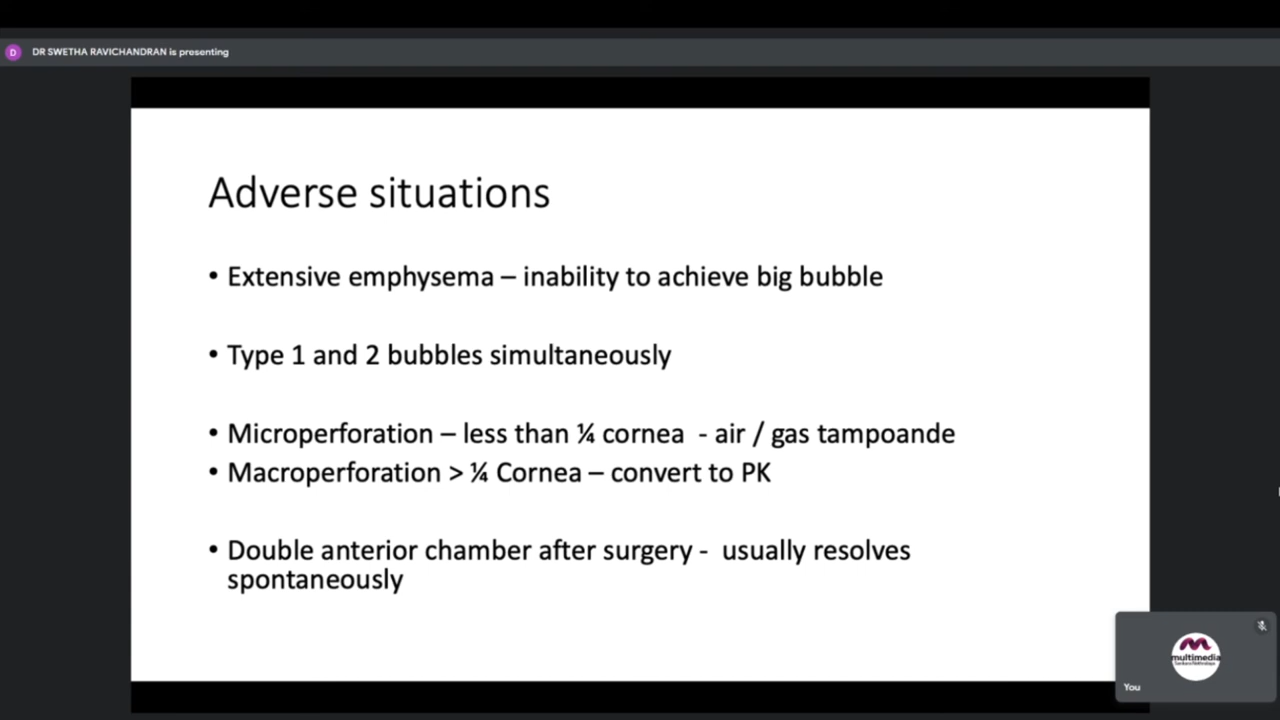 D
DR SWETHA RAVICHANDRAN is presenting
Adverse situations
• Extensive emphysema – inability to achieve big bubble
• Type 1 and 2 bubbles simultaneously
• Microperforation – less than ¼ cornea - air / gas tampoande
• Macroperforation > ¼ Cornea – convert to PK
• Double anterior chamber after surgery - usually resolves
spontaneously
multimedia
Sankara Nethralaya
You